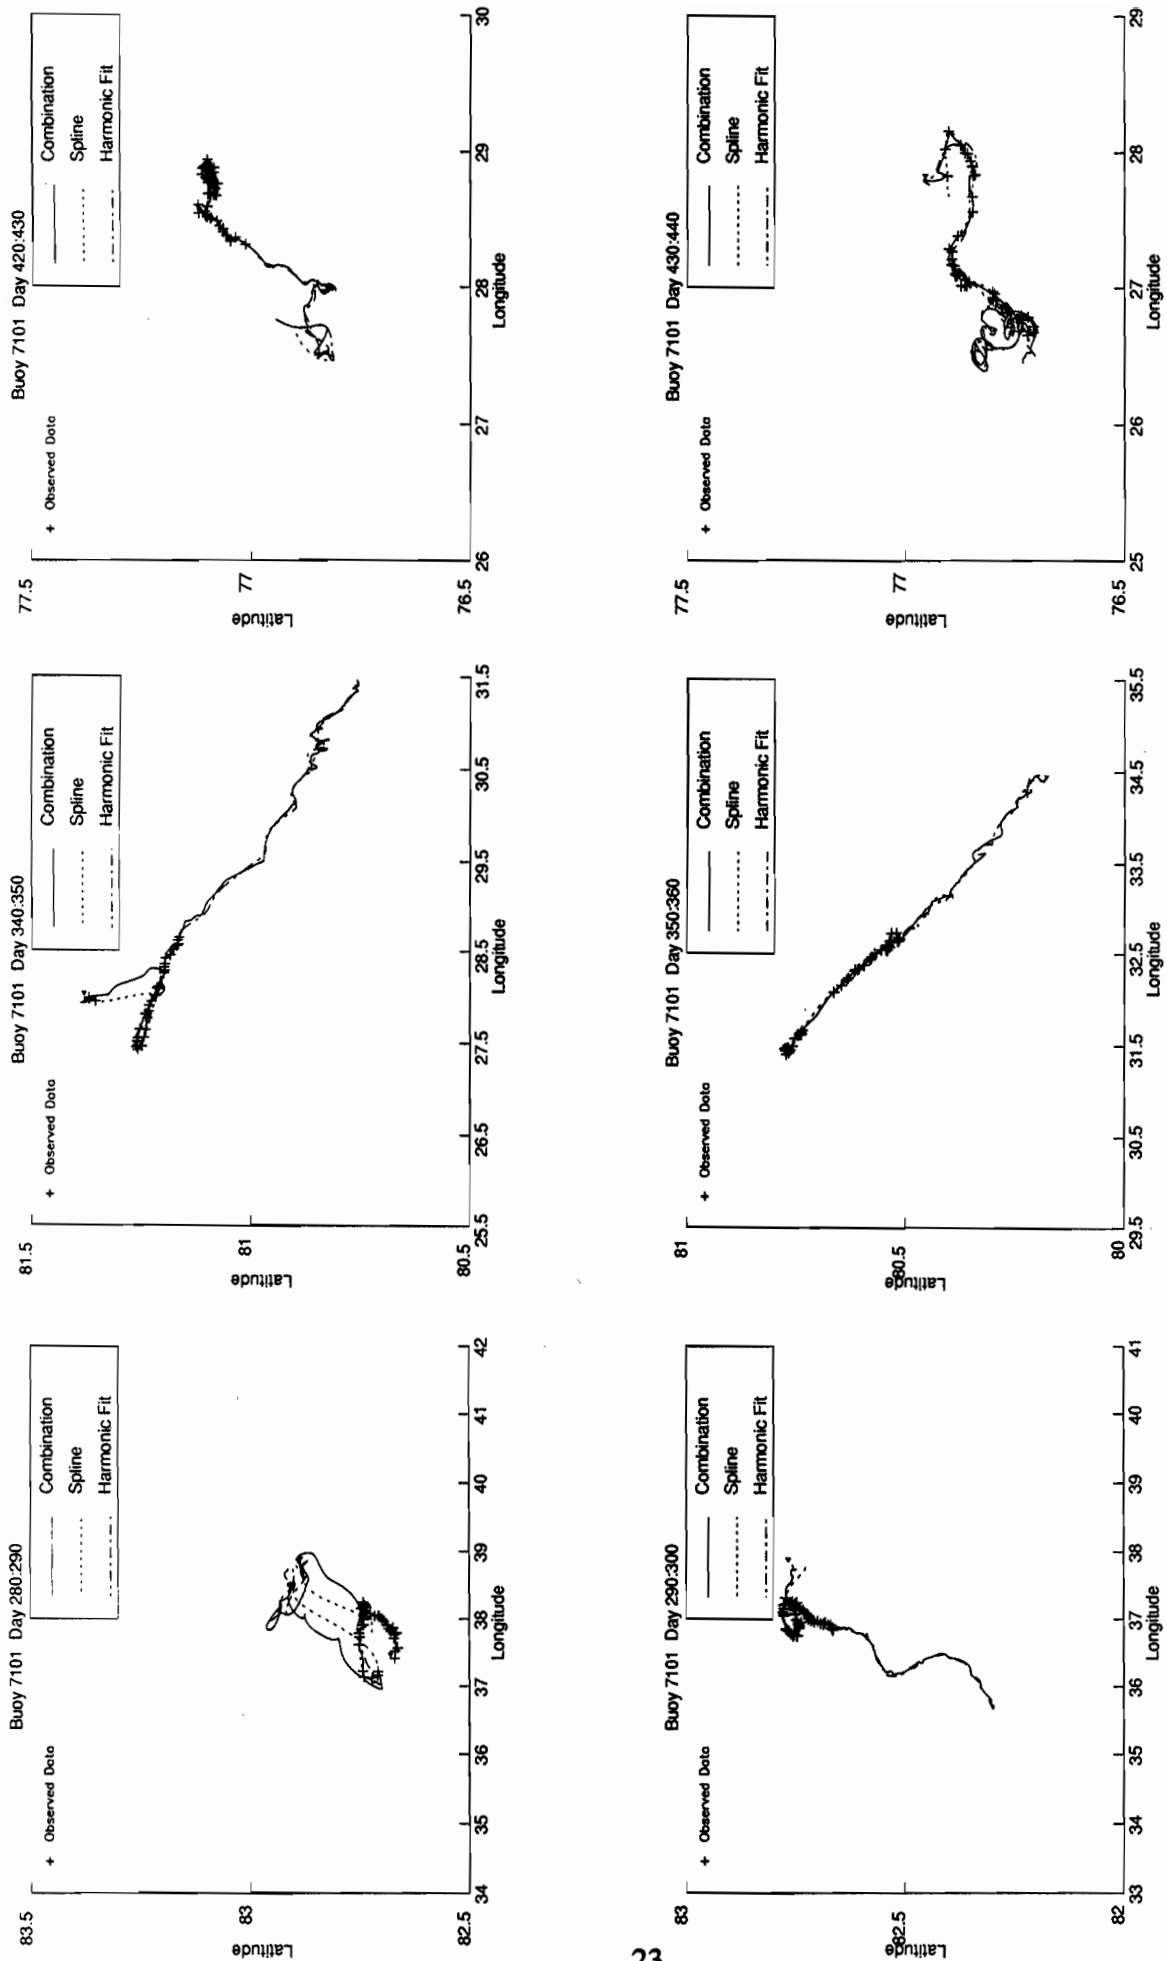 Buoy 7101 Day 280:290
+ Observed Data
Combination
Spline
Harmonic Fit
83.5
83
82.5
Latitude
34 35 36 37 38 39 40 41 42
Longitude
Buoy 7101 Day 340:350
+ Observed Data
Combination
Spline
Harmonic Fit
81.5
81
80.5
Latitude
25.5 26.5 27.5 28.5 29.5 30.5 31.5
Longitude
Buoy 7101 Day 420:430
+ Observed Data
Combination
Spline
Harmonic Fit
77.5
77
76.5
Latitude
26 27 28 29 30
Longitude
Buoy 7101 Day 290:300
+ Observed Data
Combination
Spline
Harmonic Fit
83
82.5
82
Latitude
33 34 35 36 37 38 39 40 41
Longitude
Buoy 7101 Day 350:360
+ Observed Data
Combination
Spline
Harmonic Fit
81
80.5
80
Latitude
29.5 30.5 31.5 32.5 33.5 34.5 35.5
Longitude
Buoy 7101 Day 430:440
+ Observed Data
Combination
Spline
Harmonic Fit
77.5
77
76.5
Latitude
25 26 27 28 29
Longitude
23